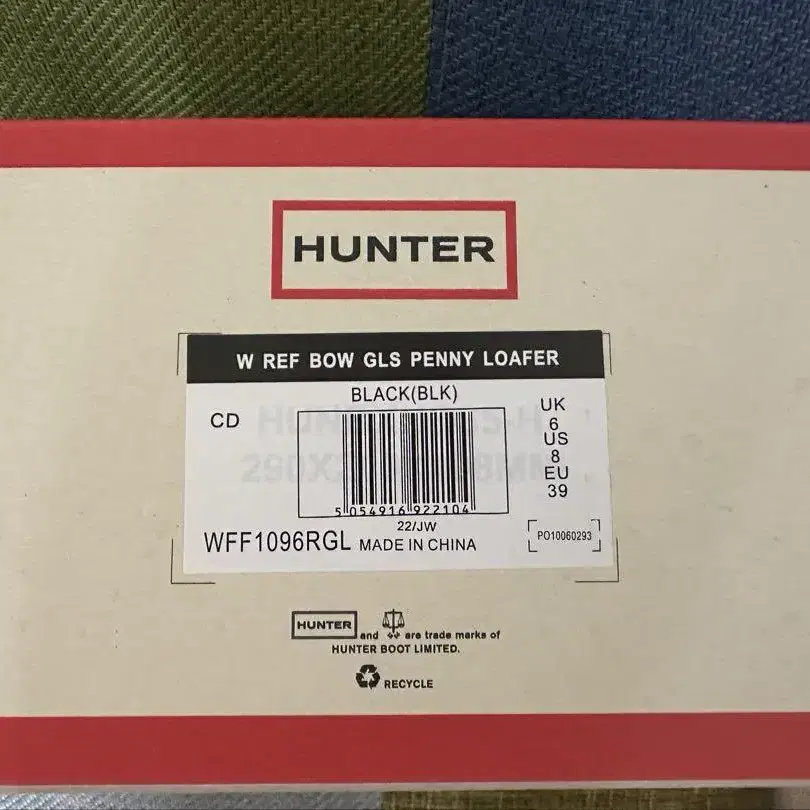 HUNTER
W REF BOW GLS PENNY LOAFER
BLACK(BLK)
CD
UK
6
US
8
EU
39
5 054916 922104
22/JW
WFF1096RGL MADE IN CHINA
PO10060293
HUNTER and are trade marks of
HUNTER BOOT LIMITED.
RECYCLE